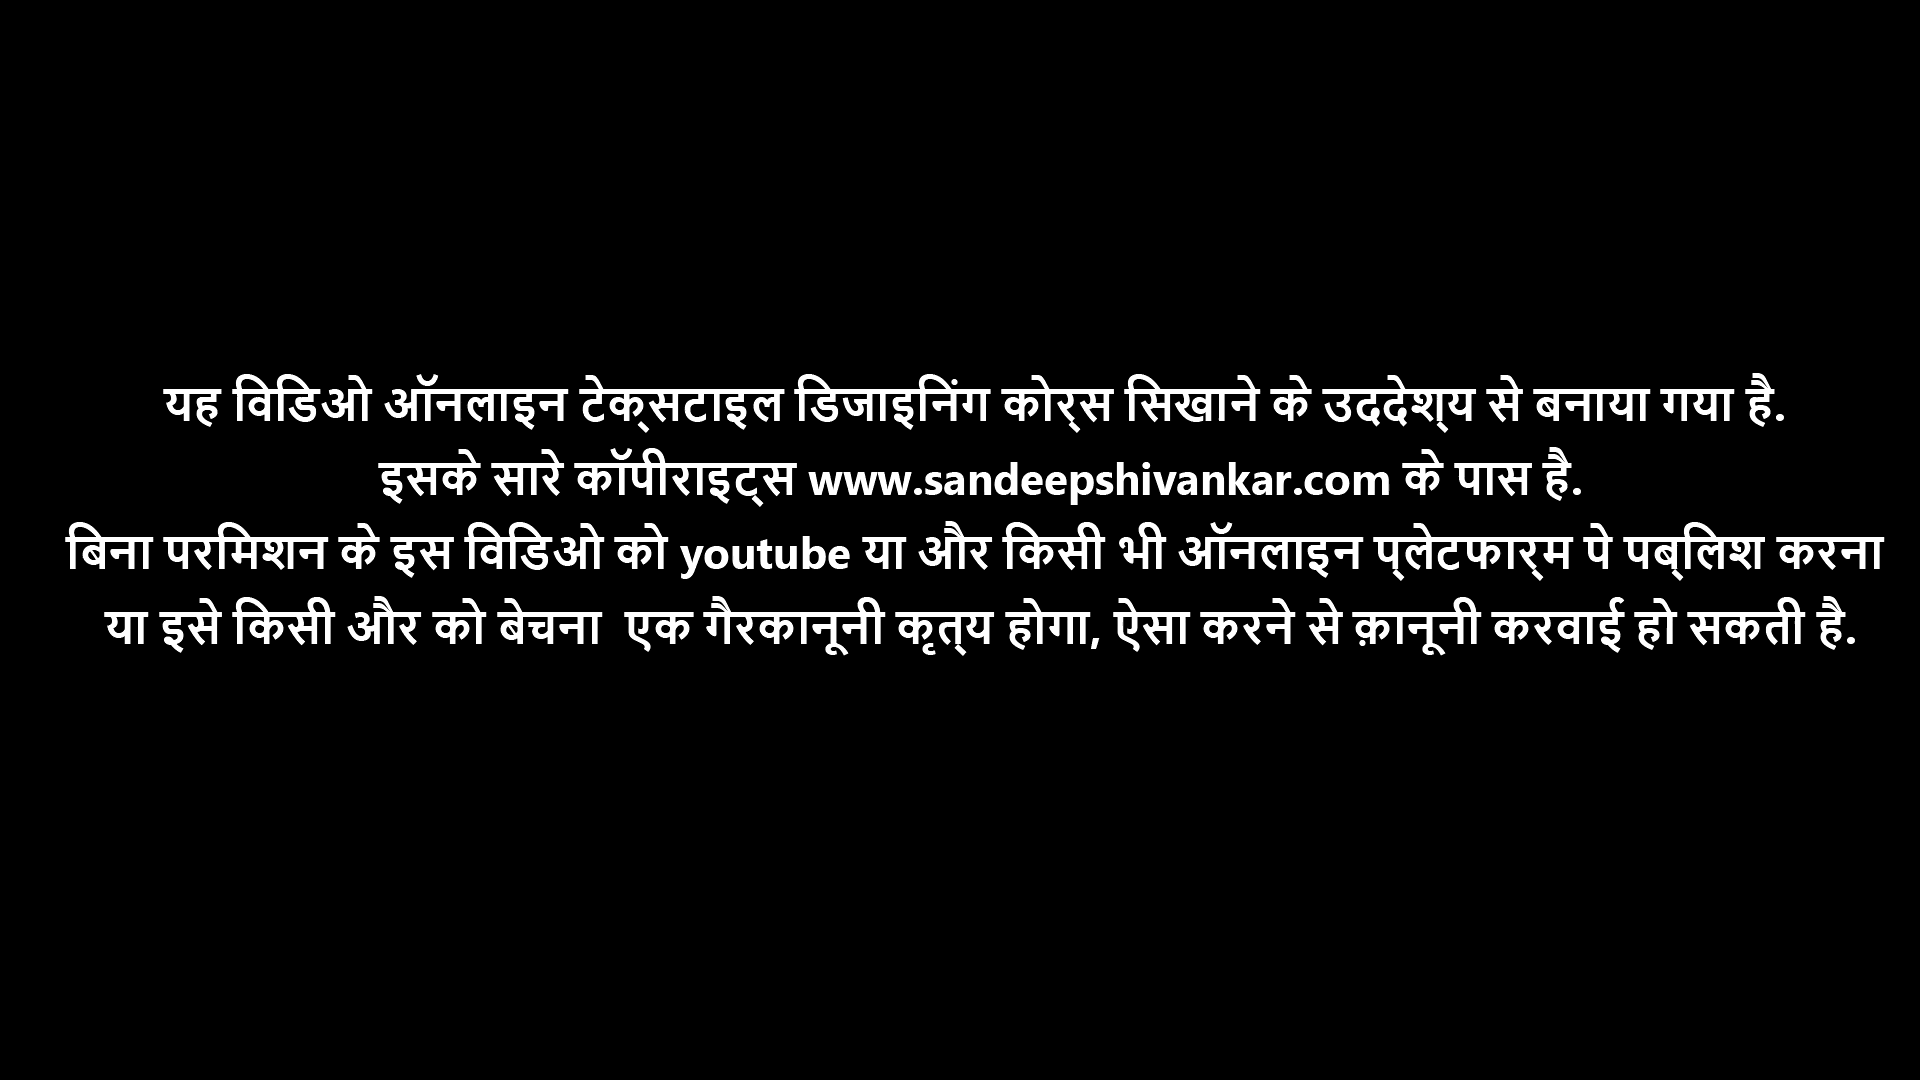 यह विडिओ ऑनलाइन टेक्सटाइल डिजाइनिंग कोर्स सिखाने के उददेश्य से बनाया गया है.
इसके सारे कॉपीराइट्स www.sandeepshivankar.com के पास है.
बिना परमिशन के इस विडिओ को youtube या और किसी भी ऑनलाइन प्लेटफार्म पे पब्लिश करना
या इसे किसी और को बेचना  एक गैरकानूनी कृत्य होगा, ऐसा करने से क़ानूनी करवाई हो सकती है.